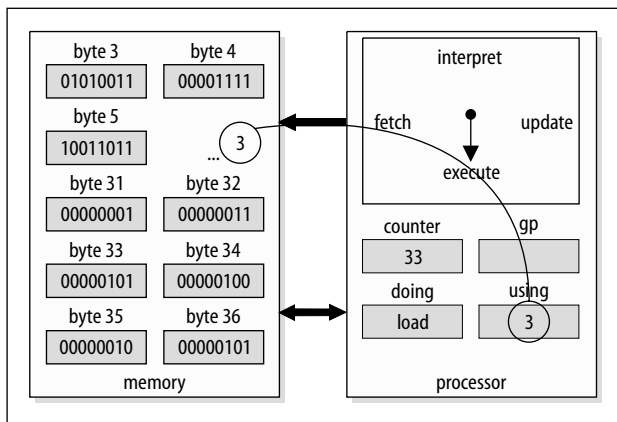 byte 3 byte 4
01010011 00001111
byte 5
10011011
... 3
byte 31 byte 32
00000001 00000011
byte 33 byte 34
00000101 00000100
byte 35 byte 36
00000010 00000101
memory
interpret
fetch update
execute
counter gp
33
doing using
load 3
processor